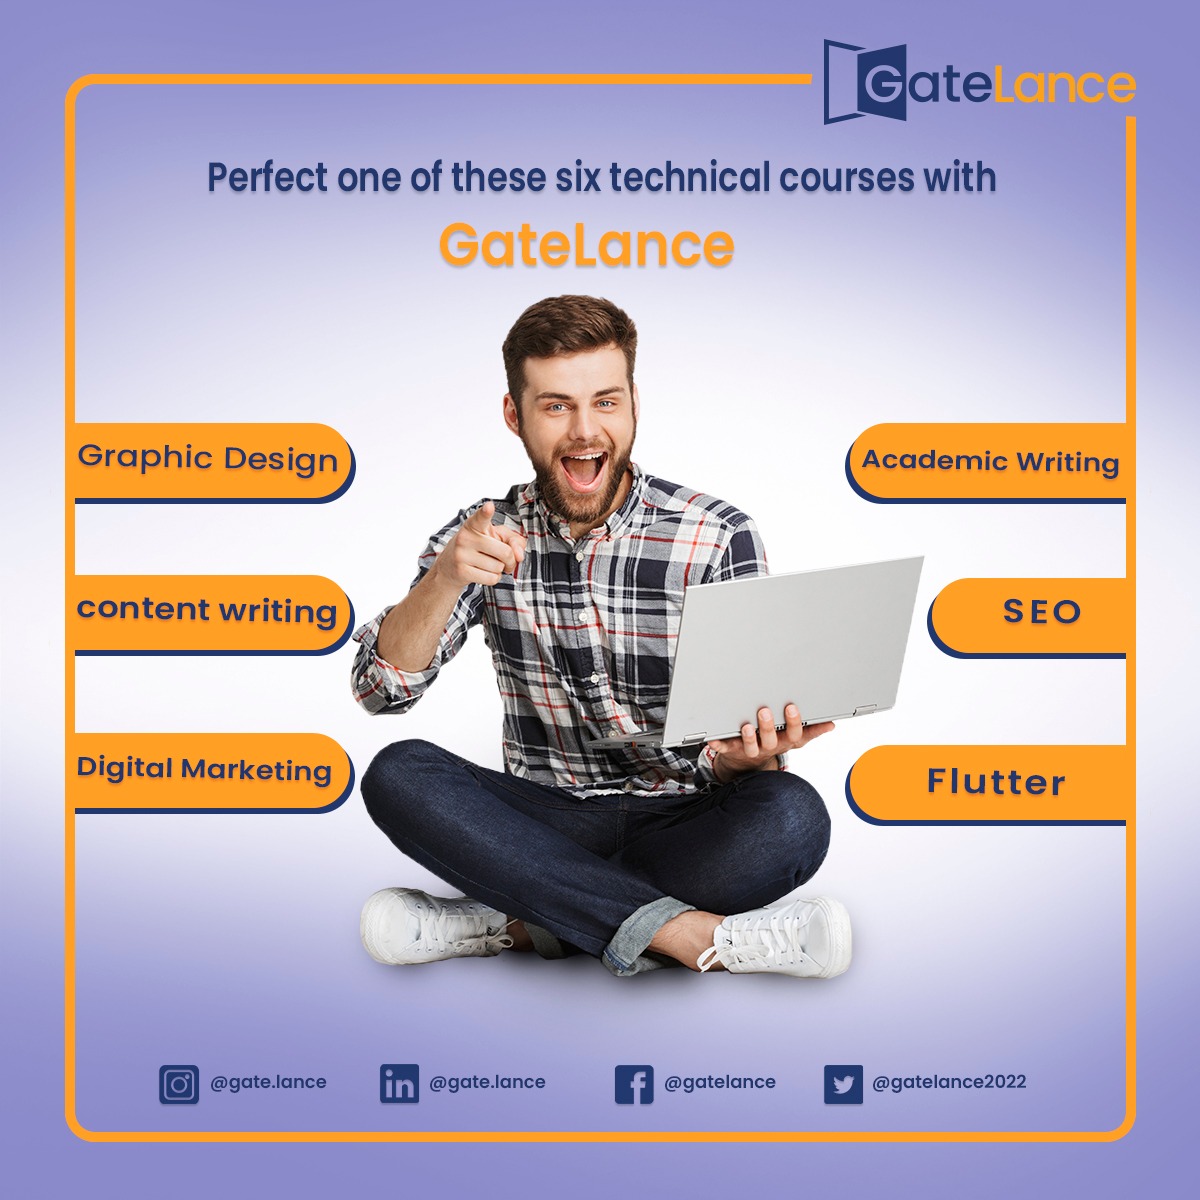 GateLance
Perfect one of these six technical courses with
GateLance
Graphic Design
Academic Writing
content writing
SEO
Digital Marketing
Flutter
@gate.lance
@gate.lance
@gatelance
@gatelance2022